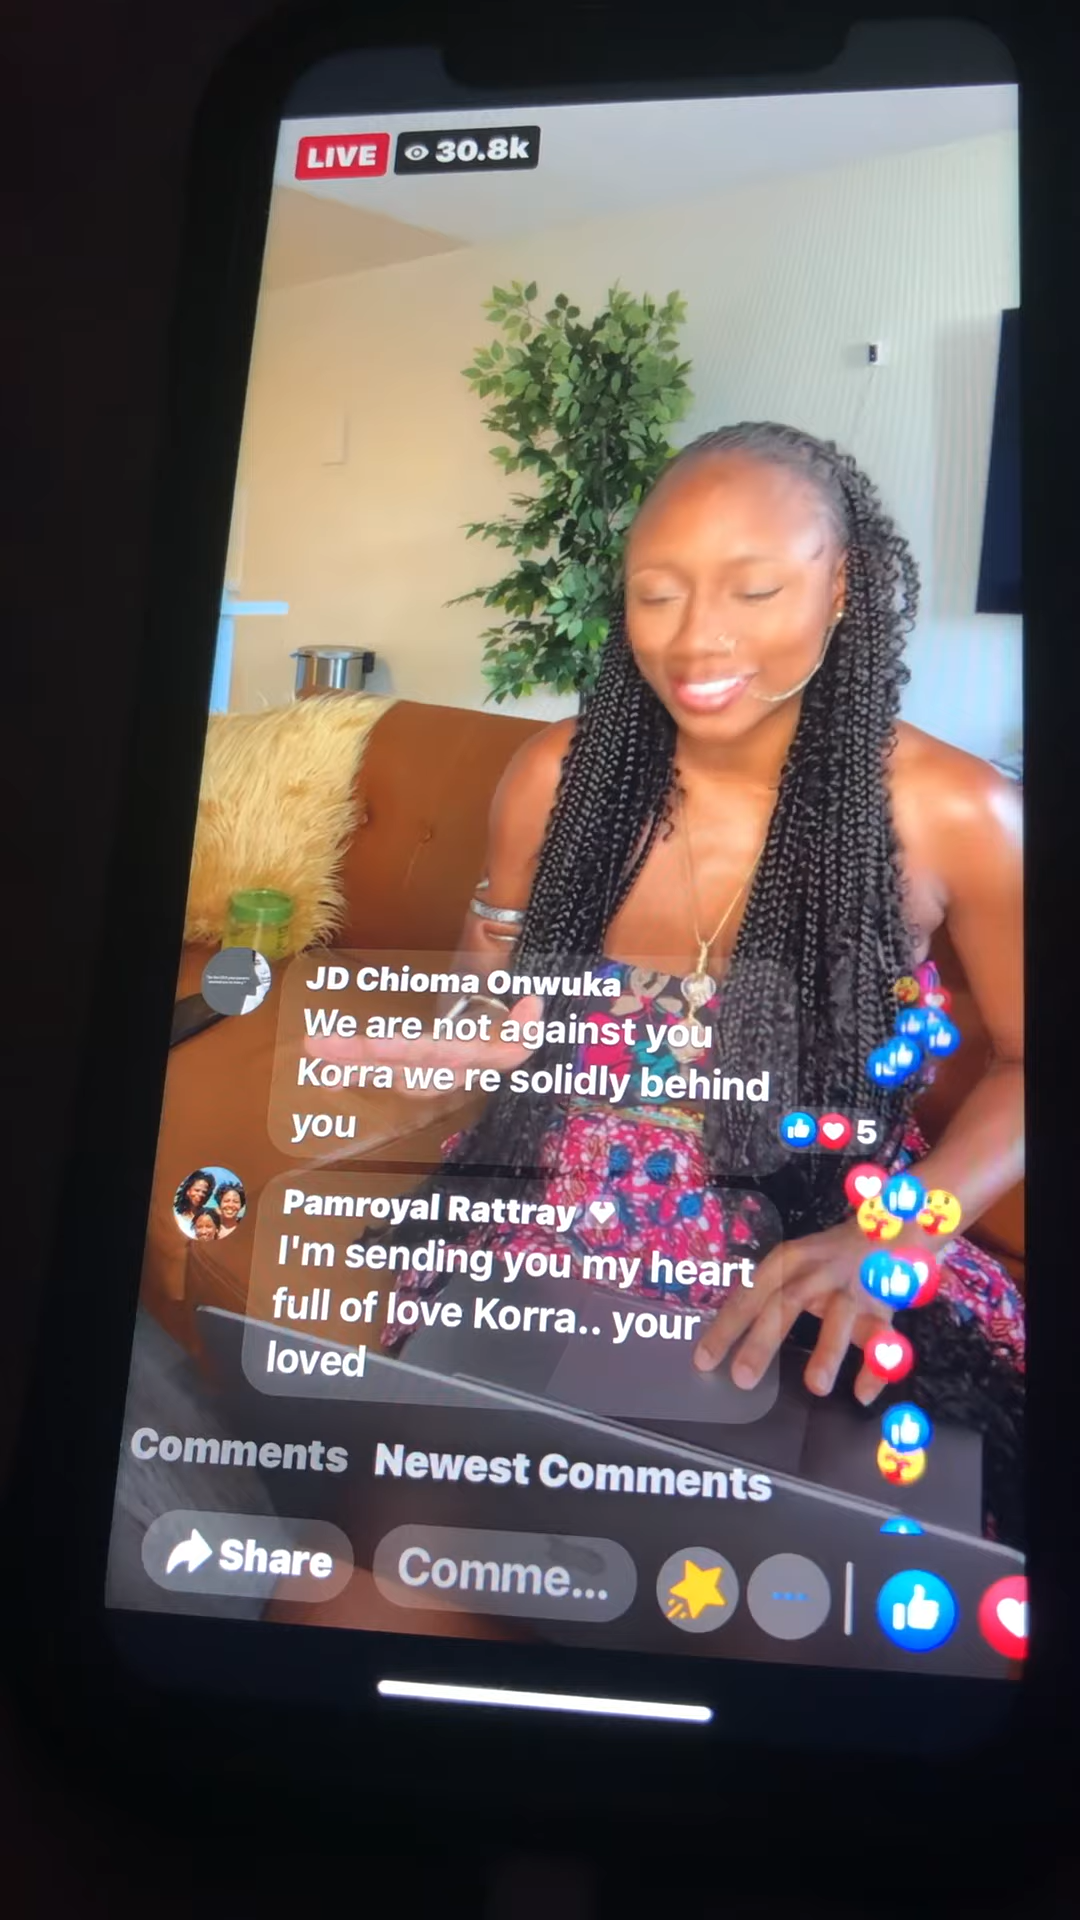 LIVE 30.8k
JD Chioma Onwuka
We are not against you
Korra we re solidly behind
you
5
Pamroyal Rattray
I'm sending you my heart
full of love Korra.. your
loved
Comments Newest Comments
Share Comme...